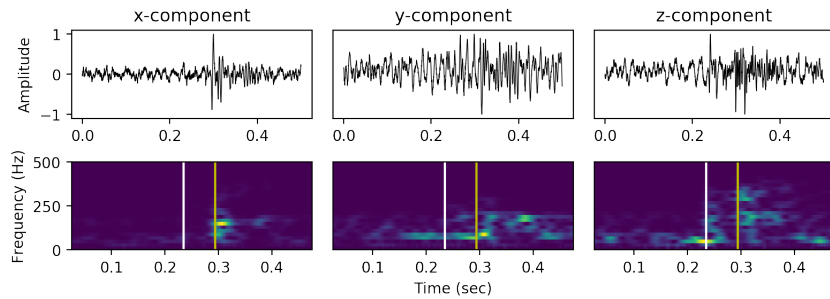 x-component y-component z-component
Amplitude
1
0
−1
0.0 0.2 0.4 0.0 0.2 0.4 0.0 0.2 0.4
Frequency (Hz)
500
250
0
0.1 0.2 0.3 0.4 0.1 0.2 0.3 0.4 0.1 0.2 0.3 0.4
Time (sec)